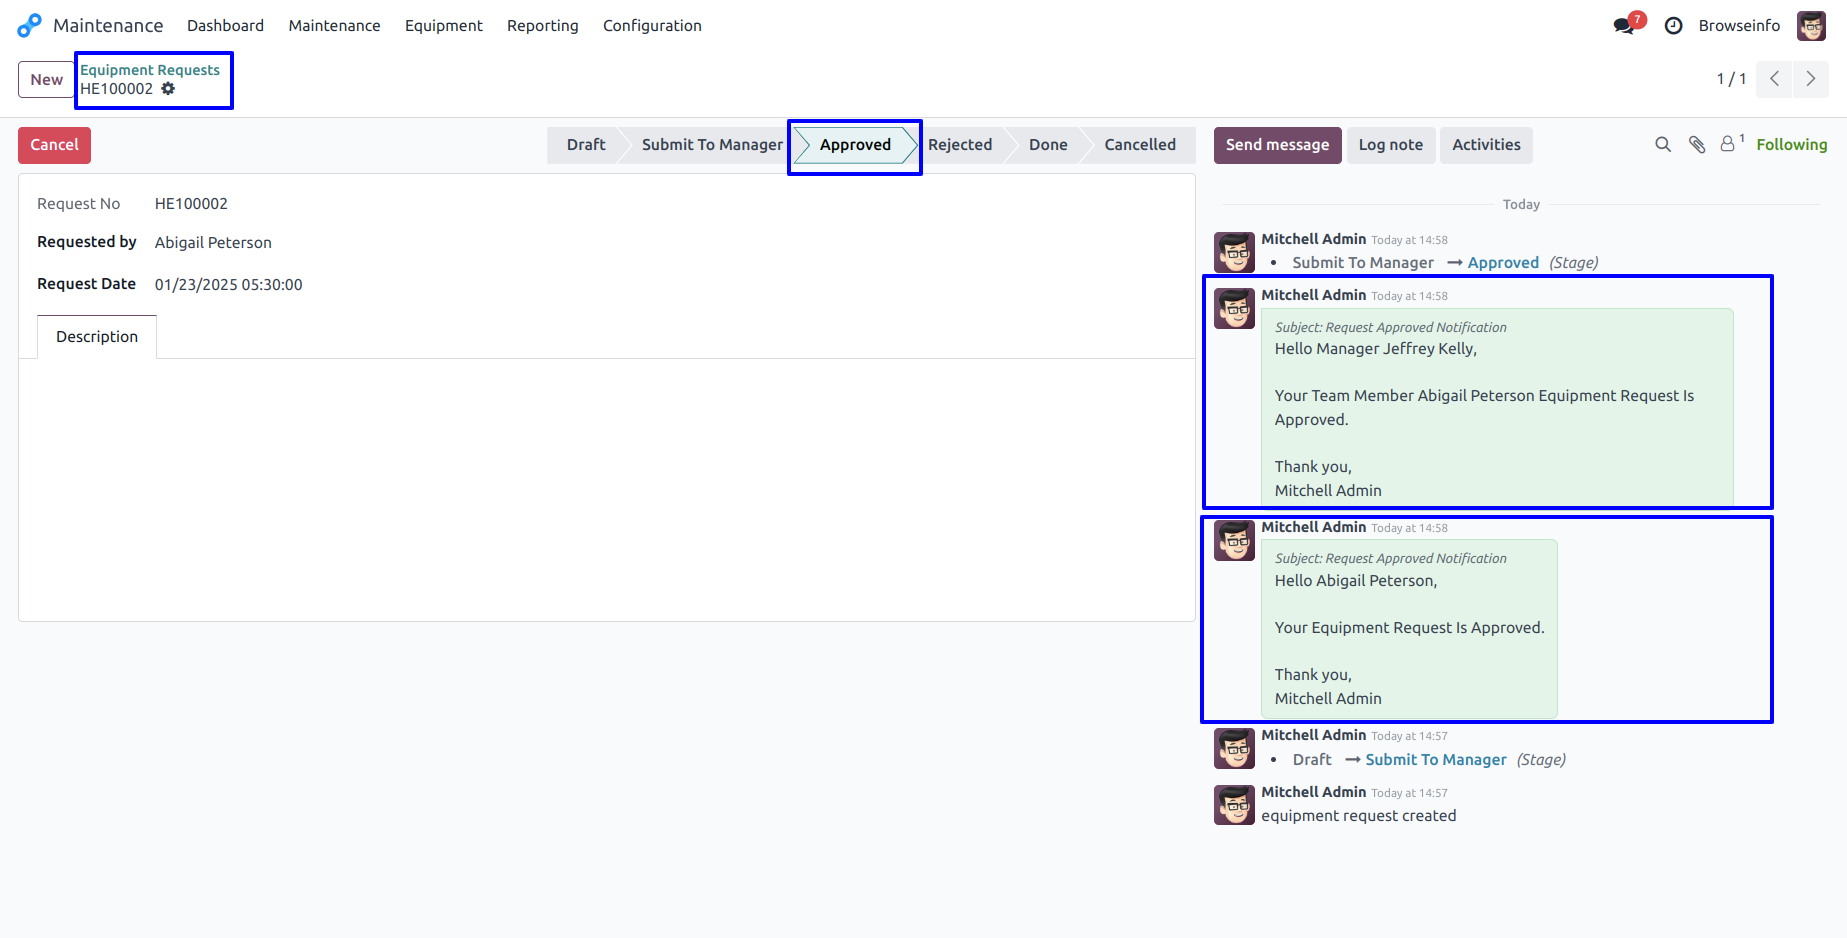 Maintenance Dashboard Maintenance Equipment Reporting Configuration 7 Browseinfo
New Equipment Requests 1 / 1
HE100002
Cancel Draft Submit To Manager Approved Rejected Done Cancelled Send message Log note Activities 1 Following
Request No HE100002
Requested by Abigail Peterson
Request Date 01/23/2025 05:30:00
Description
Today
Mitchell Admin Today at 14:58
• Submit To Manager → Approved (Stage)
Mitchell Admin Today at 14:58
Subject: Request Approved Notification
Hello Manager Jeffrey Kelly,
Your Team Member Abigail Peterson Equipment Request Is
Approved.
Thank you,
Mitchell Admin
Mitchell Admin Today at 14:58
Subject: Request Approved Notification
Hello Abigail Peterson,
Your Equipment Request Is Approved.
Thank you,
Mitchell Admin
Mitchell Admin Today at 14:57
• Draft → Submit To Manager (Stage)
Mitchell Admin Today at 14:57
equipment request created